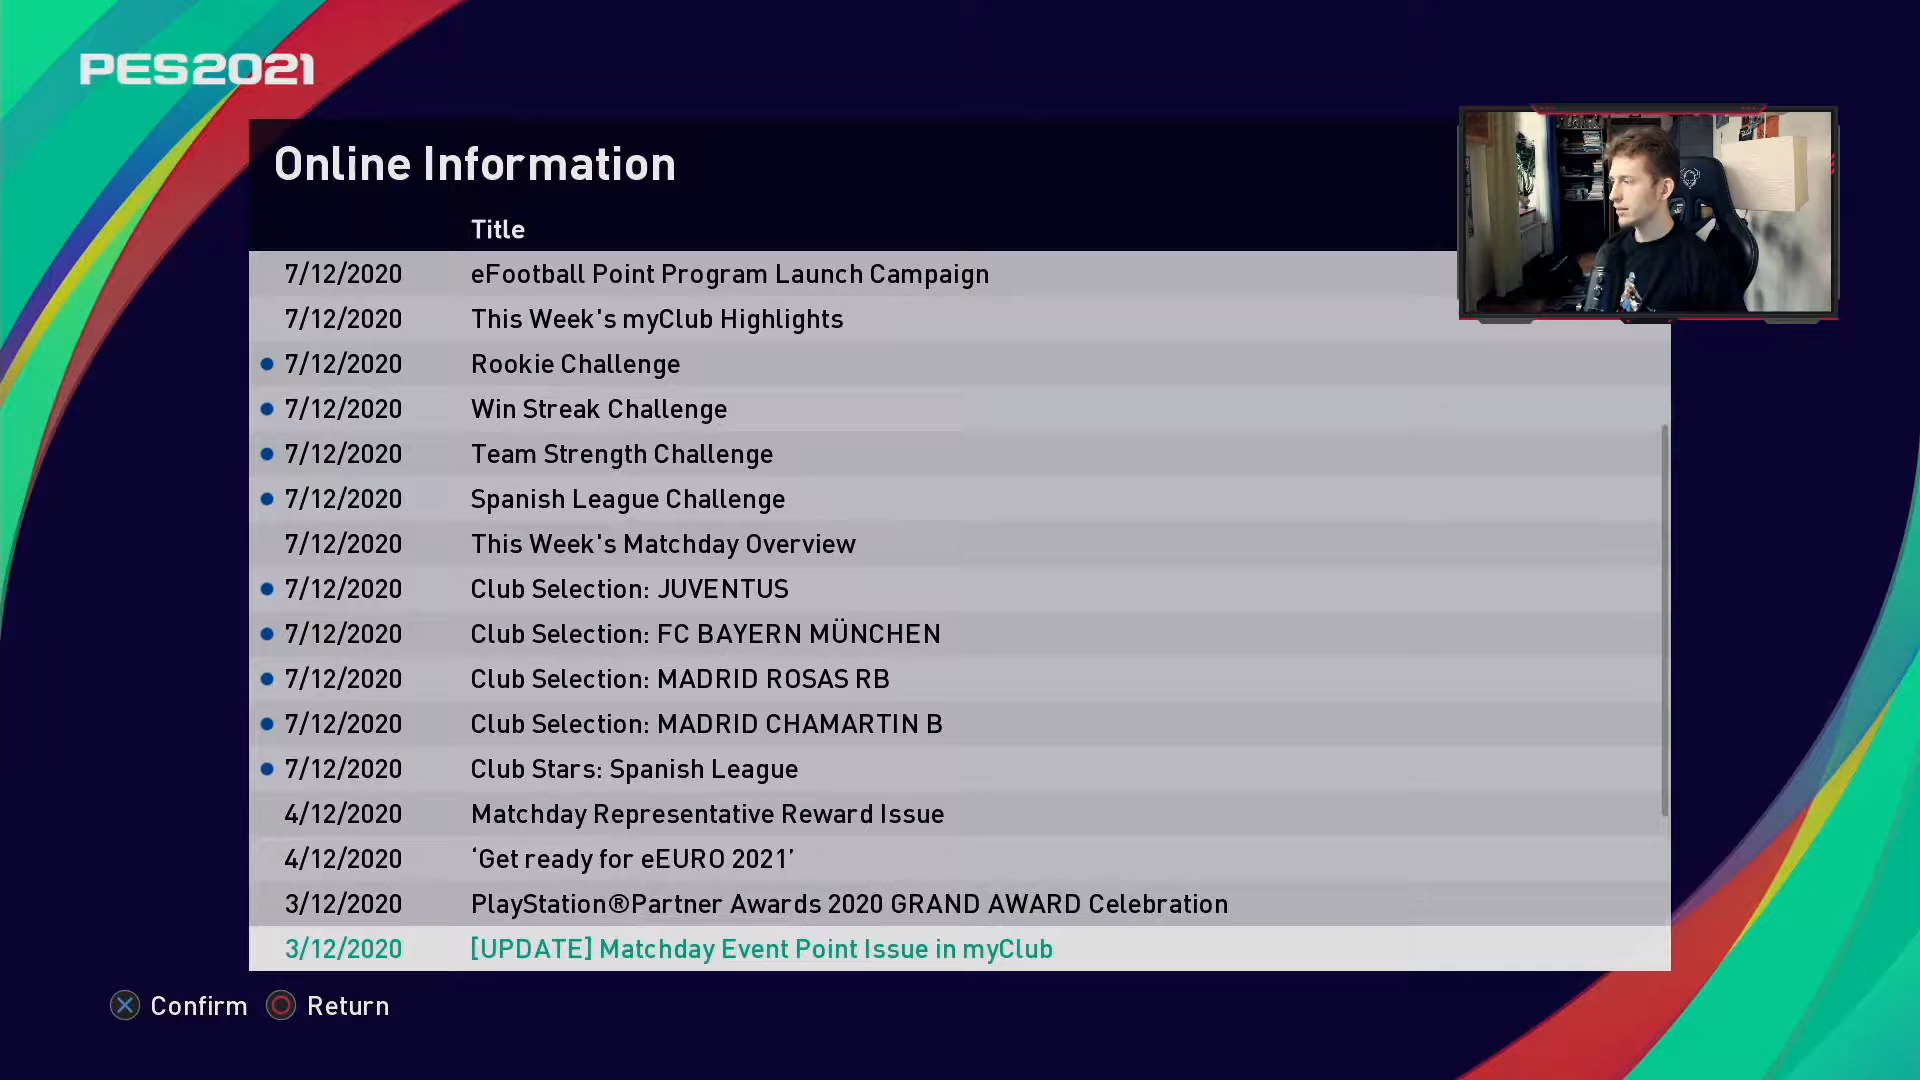 PES2021
Online Information
Title
7/12/2020 eFootball Point Program Launch Campaign
7/12/2020 This Week's myClub Highlights
7/12/2020 Rookie Challenge
7/12/2020 Win Streak Challenge
7/12/2020 Team Strength Challenge
7/12/2020 Spanish League Challenge
7/12/2020 This Week's Matchday Overview
7/12/2020 Club Selection: JUVENTUS
7/12/2020 Club Selection: FC BAYERN MÜNCHEN
7/12/2020 Club Selection: MADRID ROSAS RB
7/12/2020 Club Selection: MADRID CHAMARTIN B
7/12/2020 Club Stars: Spanish League
4/12/2020 Matchday Representative Reward Issue
4/12/2020 ‘Get ready for eEURO 2021’
3/12/2020 PlayStation®Partner Awards 2020 GRAND AWARD Celebration
3/12/2020 [UPDATE] Matchday Event Point Issue in myClub
Confirm Return